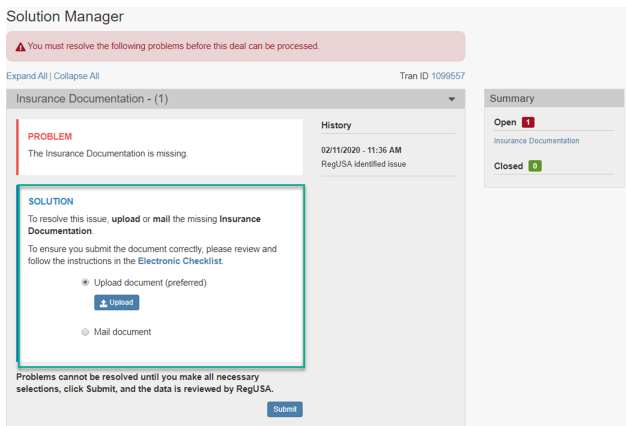 Solution Manager
You must resolve the following problems before this deal can be processed.
Expand All | Collapse All
Tran ID 1099557
Insurance Documentation - (1)
PROBLEM
The Insurance Documentation is missing.
History
02/11/2020 - 11:36 AM
RegUSA identified issue
SOLUTION
To resolve this issue, upload or mail the missing Insurance
Documentation.
To ensure you submit the document correctly, please review and
follow the instructions in the Electronic Checklist.
Upload document (preferred)
Upload
Mail document
Problems cannot be resolved until you make all necessary
selections, click Submit, and the data is reviewed by RegUSA.
Submit
Summary
Open 1
Insurance Documentation
Closed 0